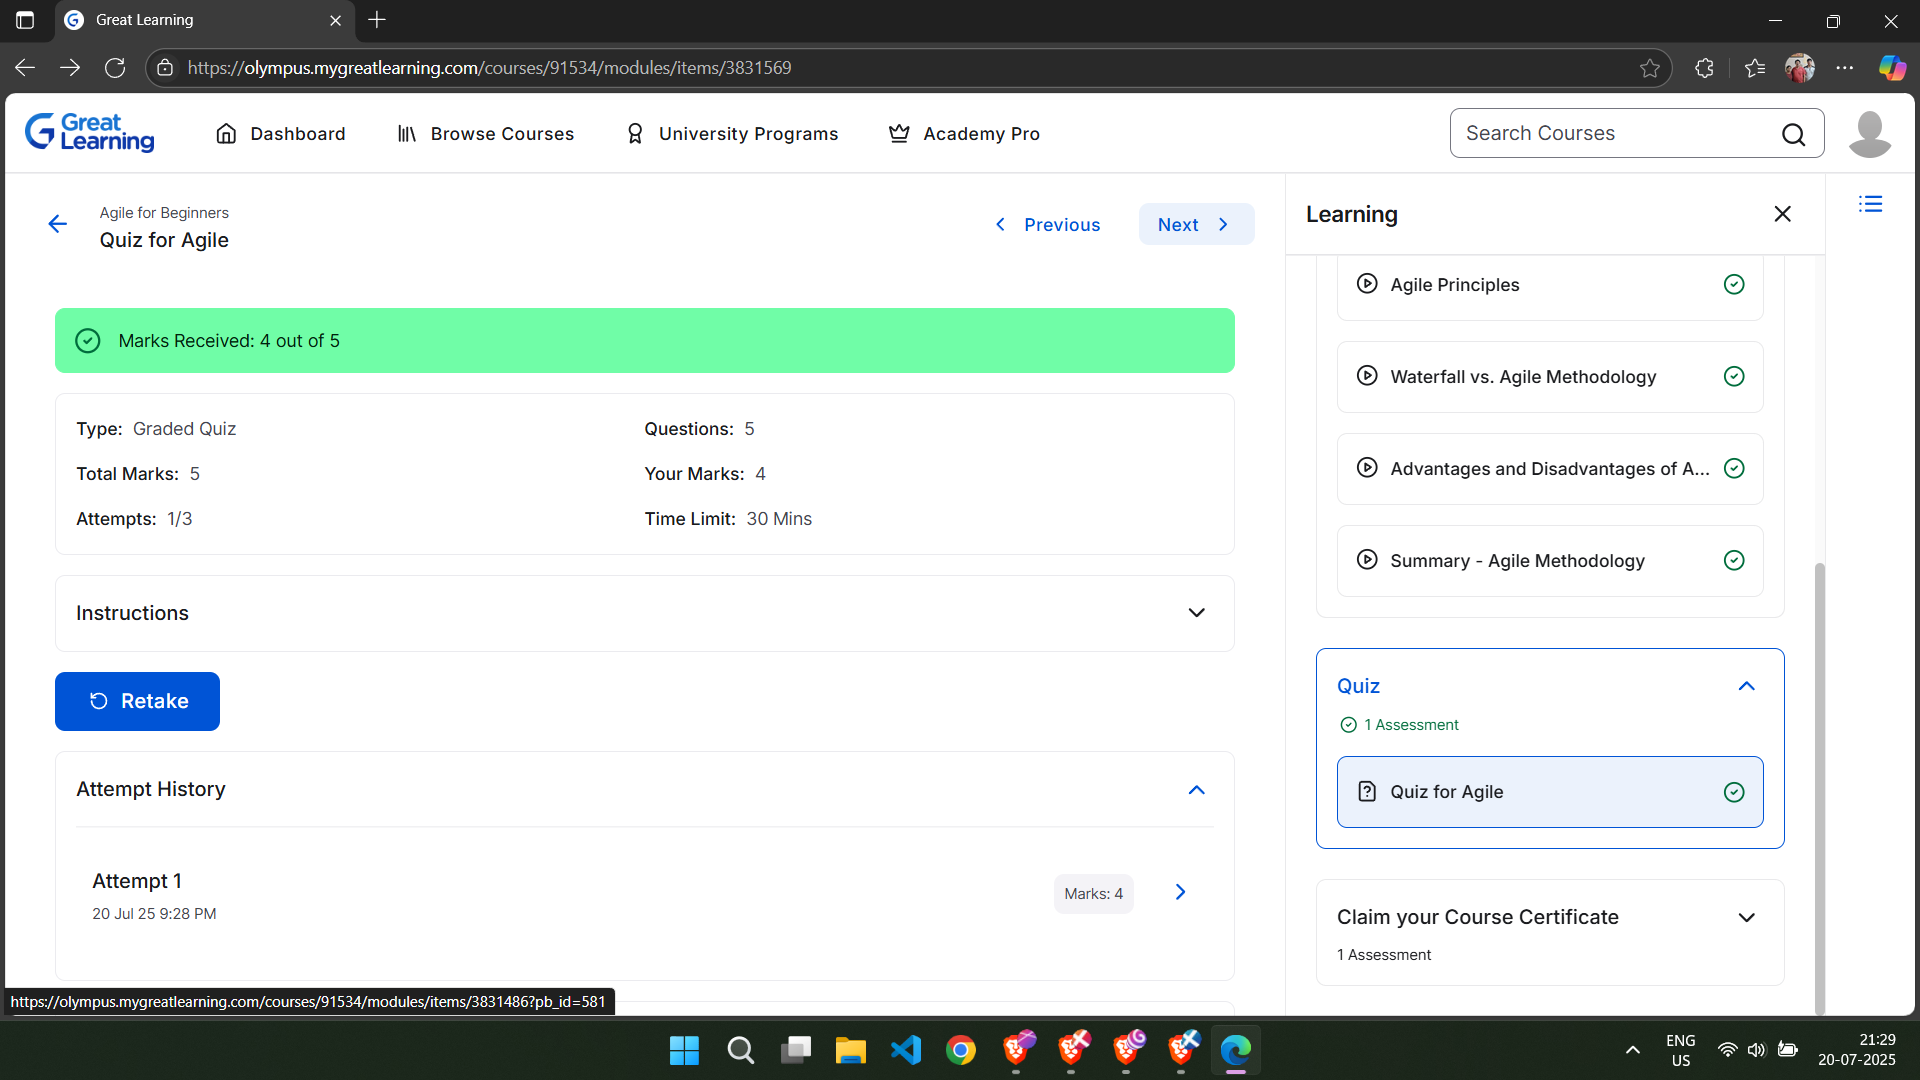 Great Learning
https://olympus.mygreatlearning.com/courses/91534/modules/items/3831569
Great
Learning
Dashboard
Browse Courses
University Programs
Academy Pro
Search Courses
Agile for Beginners
Quiz for Agile
Previous
Next
Marks Received: 4 out of 5
Type: Graded Quiz
Questions: 5
Total Marks: 5
Your Marks: 4
Attempts: 1/3
Time Limit: 30 Mins
Instructions
Retake
Attempt History
Attempt 1
20 Jul 25 9:28 PM
Marks: 4
Learning
Agile Principles
Waterfall vs. Agile Methodology
Advantages and Disadvantages of A...
Summary - Agile Methodology
Quiz
1 Assessment
Quiz for Agile
Claim your Course Certificate
1 Assessment
https://olympus.mygreatlearning.com/courses/91534/modules/items/3831486?pb_id=581
ENG
US
21:29
20-07-2025